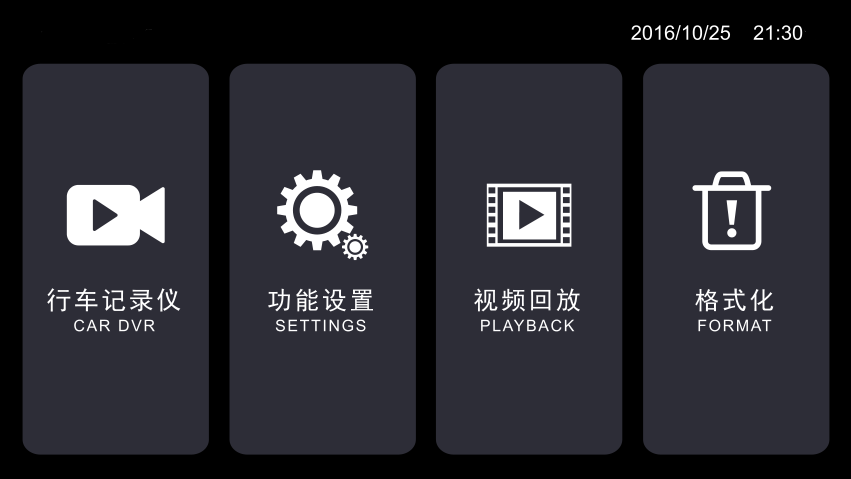 2016/10/25 21:30
行车记录仪
CAR DVR
功能设置
SETTINGS
视频回放
PLAYBACK
格式化
FORMAT